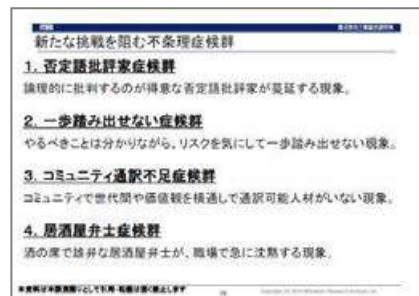 新たな挑戦を阻む不条理症候群
1. 否定語批評家症候群
論理的に批判するのが得意な否定語批評家が蔓延する現象。
2. 一歩踏み出せない症候群
やるべきことは分かりながら、リスクを気にして一歩踏み出せない現象。
3. コミュニティ通訳不足症候群
コミュニティで世代間や価値観を横通しで通訳可能人材がいない現象。
4. 居酒屋弁士症候群
酒の席で雄弁な居酒屋弁士が、職場で急に沈黙する現象。